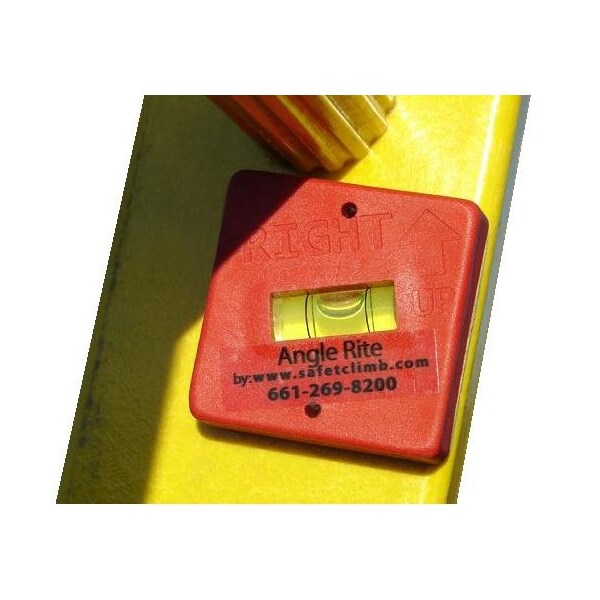 RIGHT
UP
Angle Rite
by:www.safetclimb.com
661-269-8200